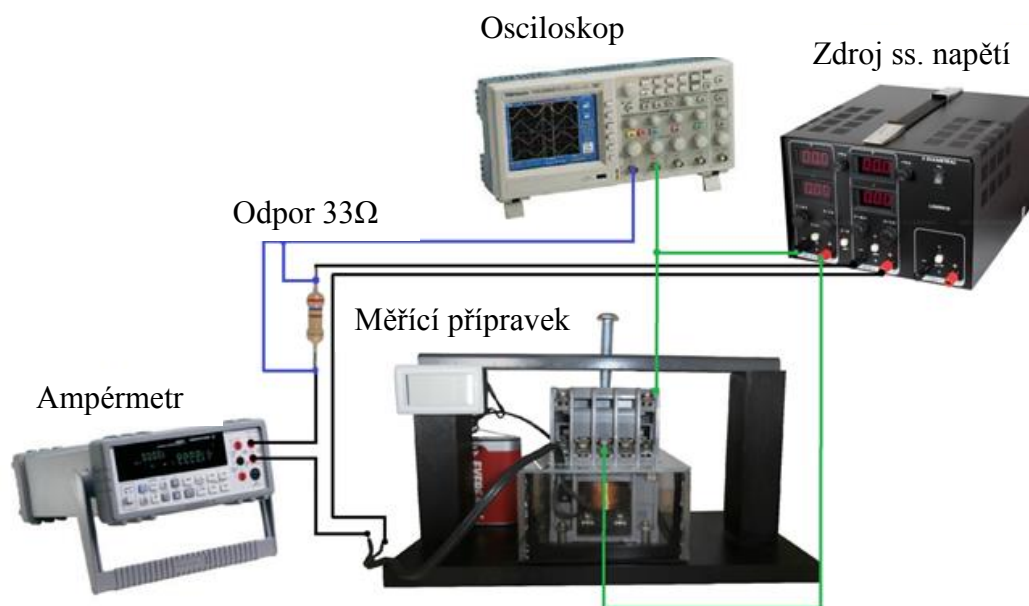 Osciloskop
Zdroj ss. napětí
Odpor 33Ω
Měřící přípravek
Ampérmetr